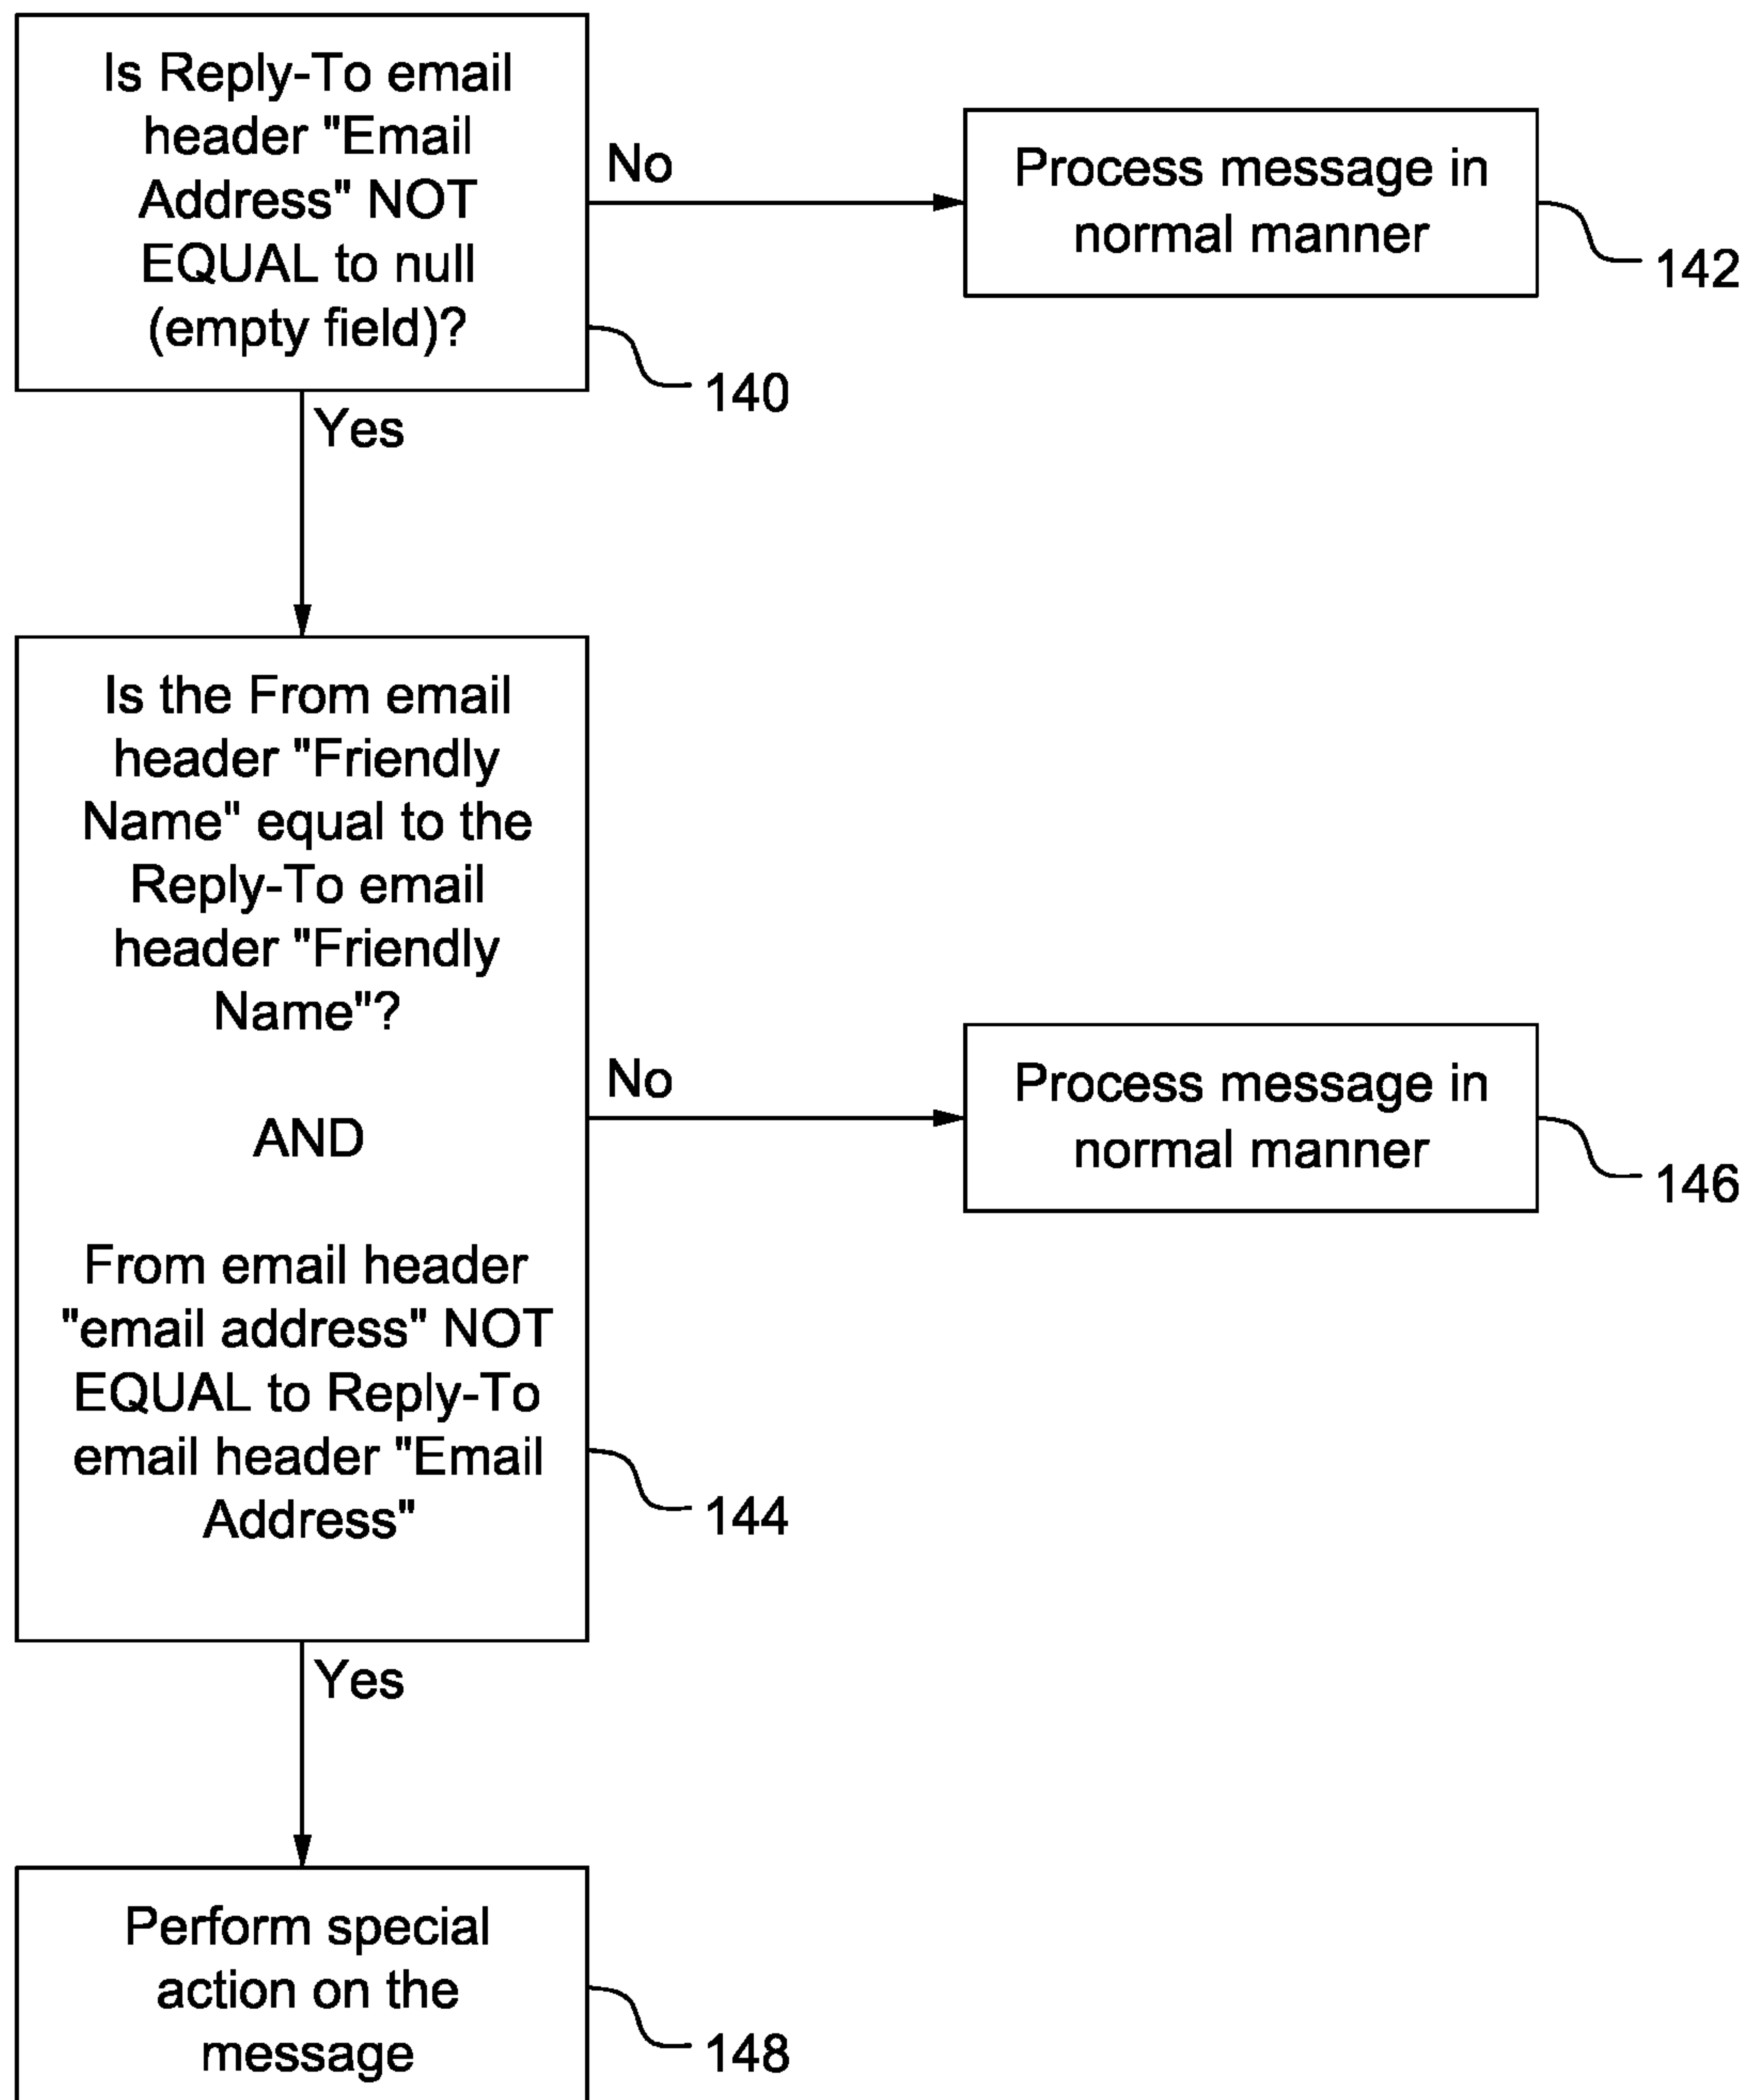 Is Reply-To email
header "Email
Address" NOT
EQUAL to null
(empty field)?
140
No
Process message in
normal manner
142
Yes
Is the From email
header "Friendly
Name" equal to the
Reply-To email
header "Friendly
Name"?
AND
From email header
"email address" NOT
EQUAL to Reply-To
email header "Email
Address"
144
No
Process message in
normal manner
146
Yes
Perform special
action on the
message
148